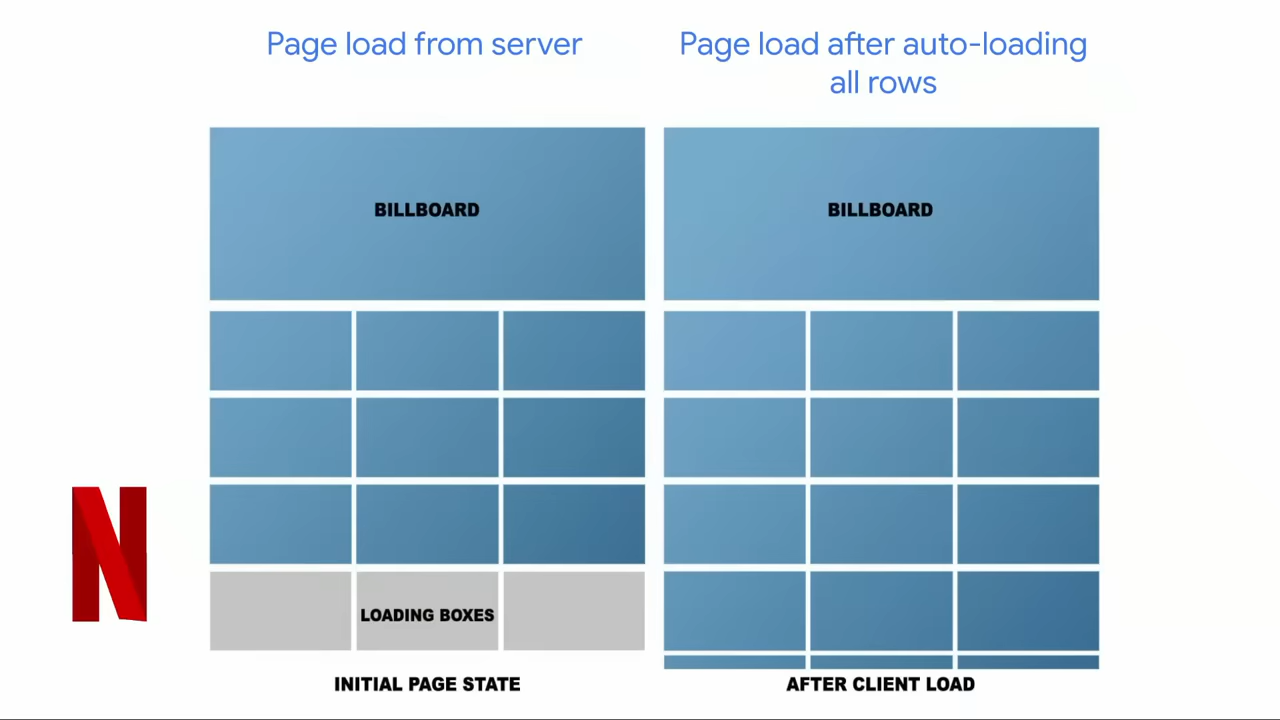 Page load from server
Page load after auto-loading
all rows
BILLBOARD
BILLBOARD
LOADING BOXES
INITIAL PAGE STATE
AFTER CLIENT LOAD
N